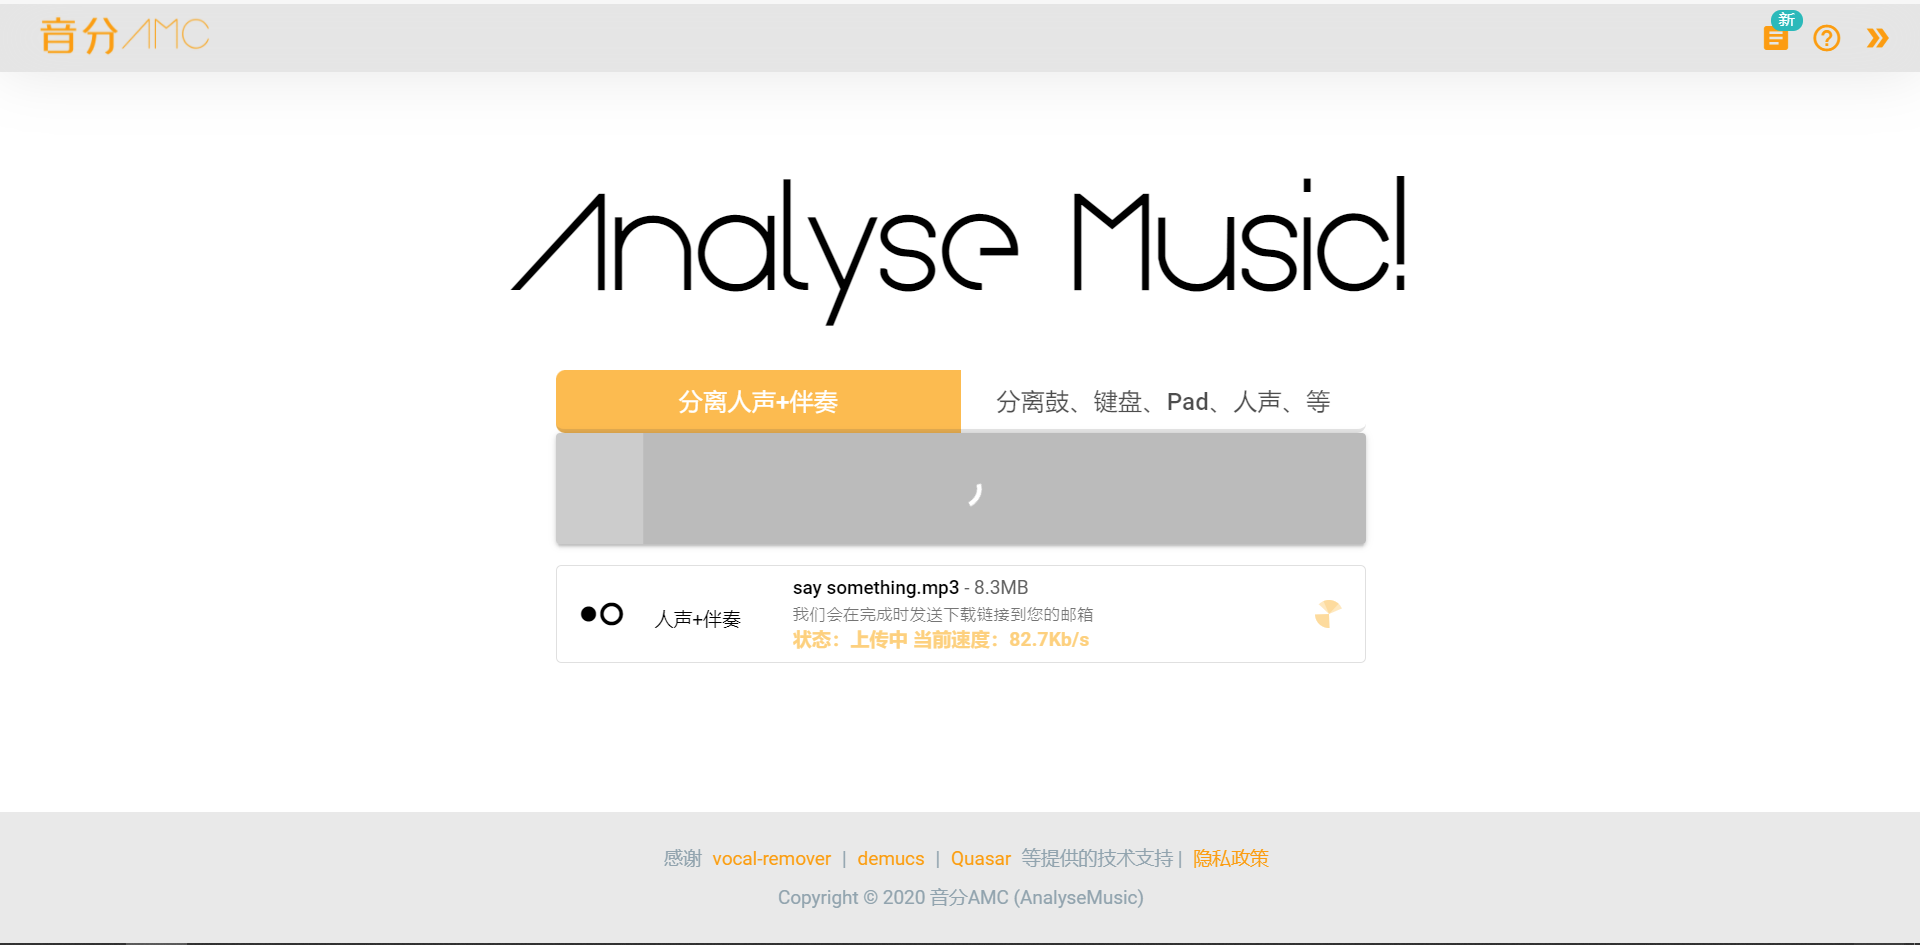 音分AMC
新
Analyse Music!
分离人声+伴奏
分离鼓、键盘、Pad、人声、等
人声+伴奏
say something.mp3 - 8.3MB
我们会在完成时发送下载链接到您的邮箱
状态：上传中 当前速度：82.7Kb/s
感谢 vocal-remover | demucs | Quasar 等提供的技术支持 | 隐私政策
Copyright © 2020 音分AMC (AnalyseMusic)